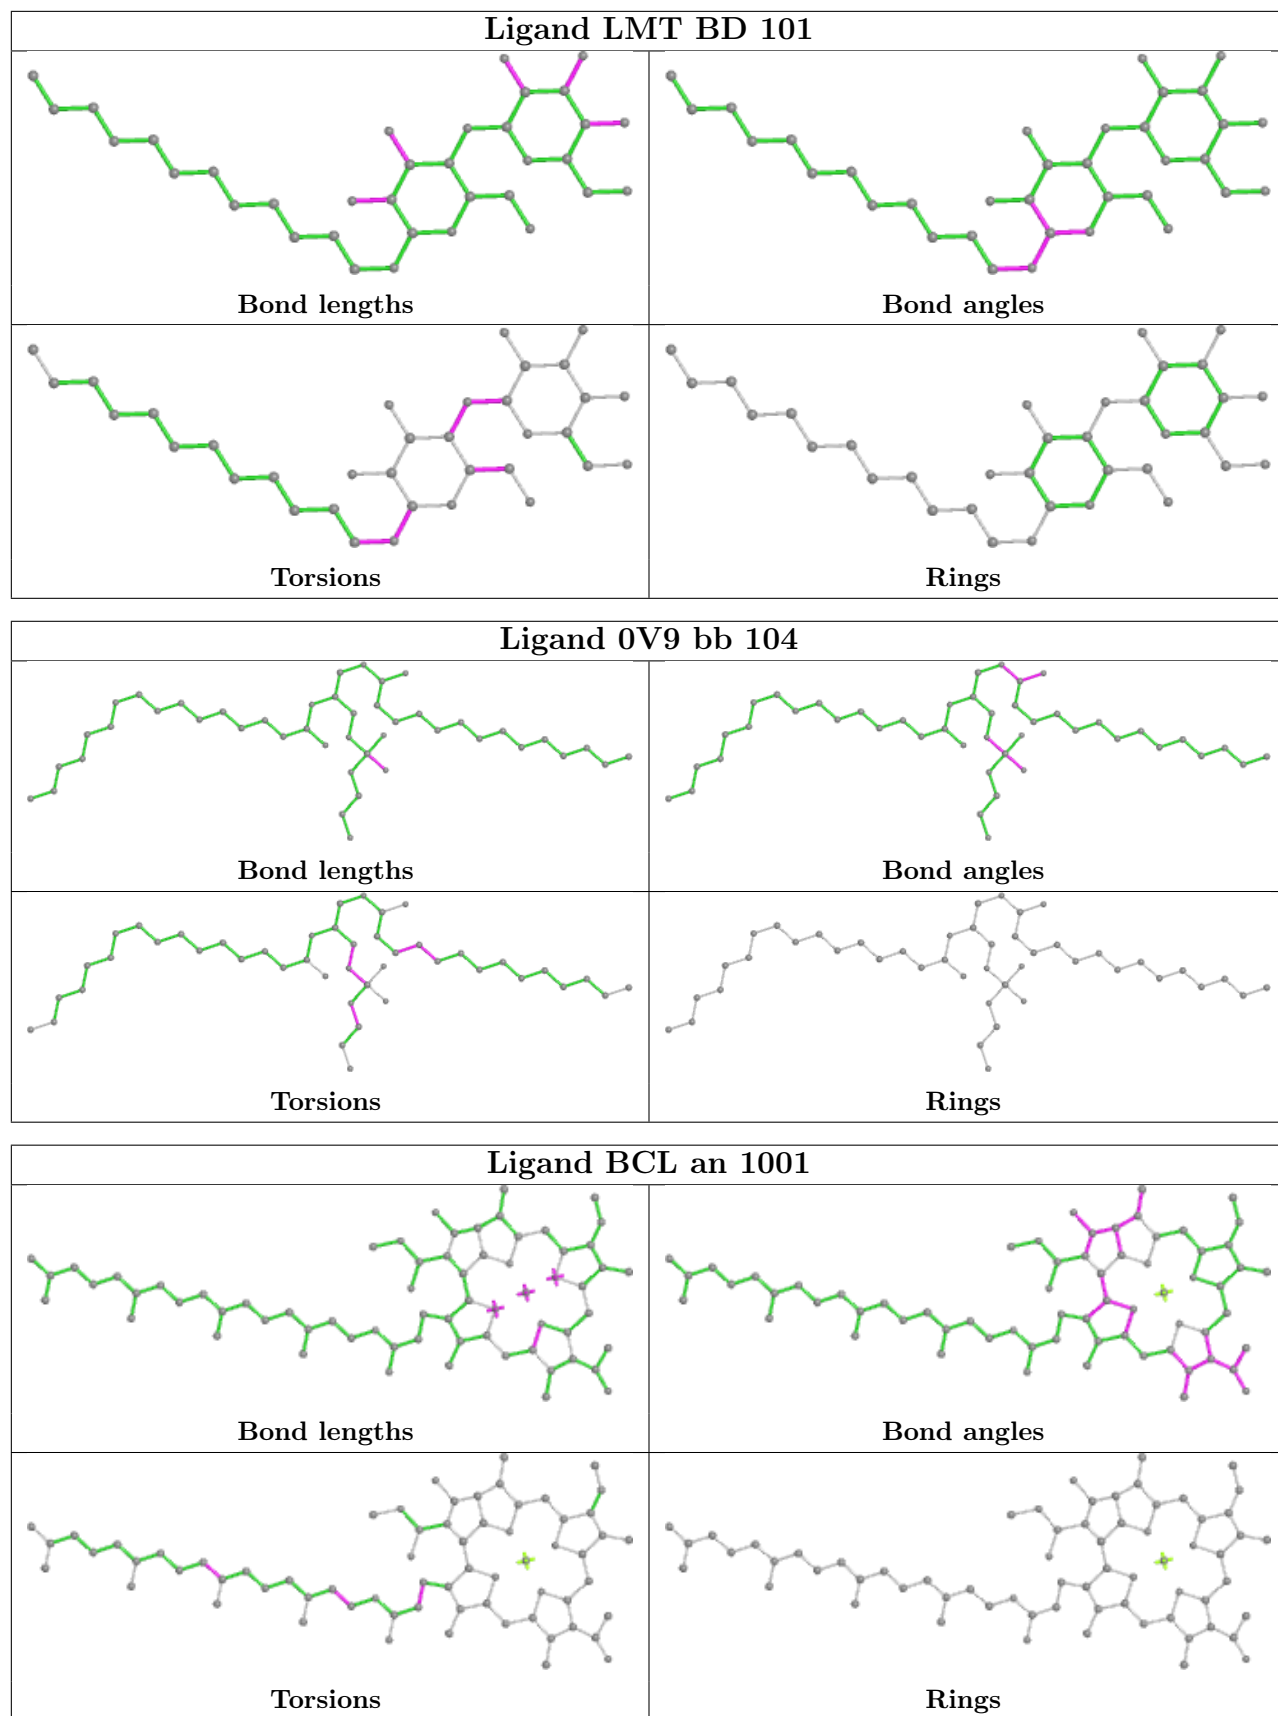 Ligand LMT BD 101
Bond lengths
Bond angles
Torsions
Rings
Ligand 0V9 bb 104
Bond lengths
Bond angles
Torsions
Rings
Ligand BCL an 1001
Bond lengths
Bond angles
Torsions
Rings